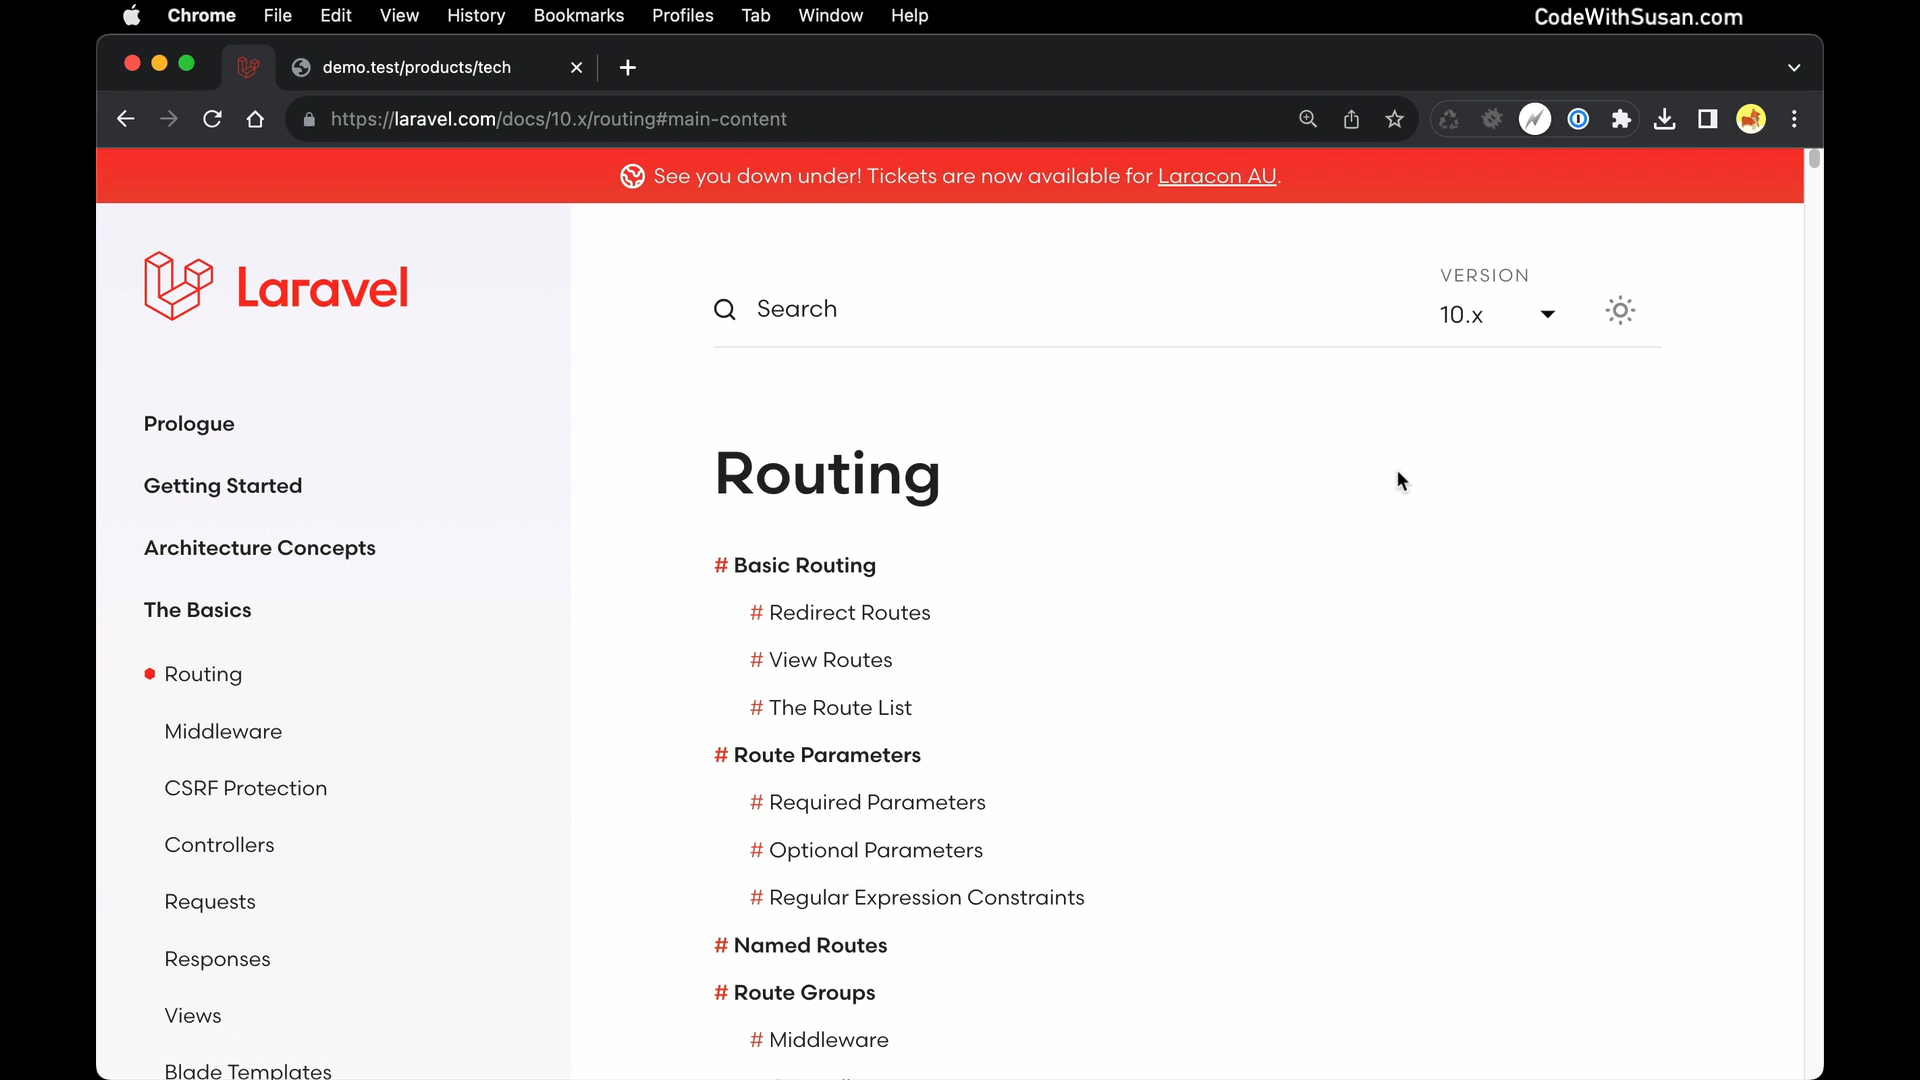 Chrome File Edit View History Bookmarks Profiles Tab Window Help
CodeWithSusan.com
demo.test/products/tech
https://laravel.com/docs/10.x/routing#main-content
See you down under! Tickets are now available for Laracon AU.
Laravel
Prologue
Getting Started
Architecture Concepts
The Basics
Routing
Middleware
CSRF Protection
Controllers
Requests
Responses
Views
Blade Templates
Search
VERSION
10.x
Routing
# Basic Routing
# Redirect Routes
# View Routes
# The Route List
# Route Parameters
# Required Parameters
# Optional Parameters
# Regular Expression Constraints
# Named Routes
# Route Groups
# Middleware